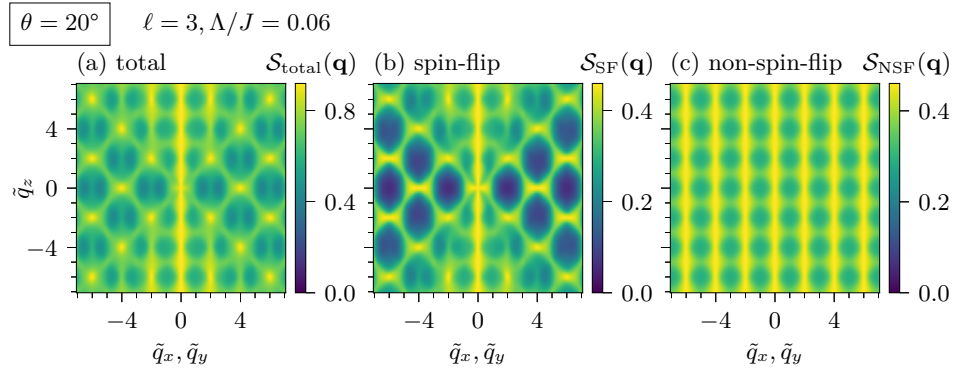 θ = 20° ℓ = 3, Λ/J = 0.06
(a) total S_total(q) (b) spin-flip S_SF(q) (c) non-spin-flip S_NSF(q)
4 0 −4
q̃_z
0.8 0.4 0.0
0.4 0.2 0.0
0.4 0.2 0.0
−4 0 4 −4 0 4 −4 0 4
q̃_x, q̃_y q̃_x, q̃_y q̃_x, q̃_y